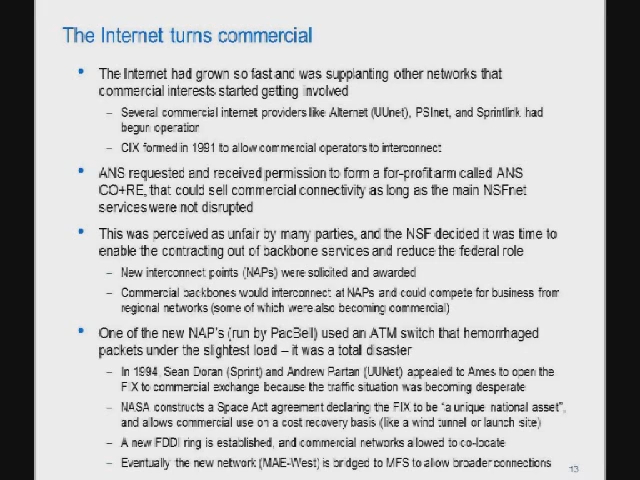 The Internet turns commercial
• The Internet had grown so fast and was supplanting other networks that
commercial interests started getting involved
– Several commercial internet providers like Alternet (UUnet), PSInet, and Sprintlink had
begun operation
– CIX formed in 1991 to allow commercial operators to interconnect
• ANS requested and received permission to form a for-profit arm called ANS
CO+RE, that could sell commercial connectivity as long as the main NSFnet
services were not disrupted
• This was perceived as unfair by many parties, and the NSF decided it was time to
enable the contracting out of backbone services and reduce the federal role
– New interconnect points (NAPs) were solicited and awarded
– Commercial backbones would interconnect at NAPs and could compete for business from
regional networks (some of which were also becoming commercial)
• One of the new NAP's (run by PacBell) used an ATM switch that hemorrhaged
packets under the slightest load – it was a total disaster
– In 1994, Sean Doran (Sprint) and Andrew Partan (UUNet) appealed to Ames to open the
FIX to commercial exchange because the traffic situation was becoming desperate
– NASA constructs a Space Act agreement declaring the FIX to be "a unique national asset",
and allows commercial use on a cost recovery basis (like a wind tunnel or launch site)
– A new FDDI ring is established, and commercial networks allowed to co-locate
– Eventually the new network (MAE-West) is bridged to MFS to allow broader connections
13